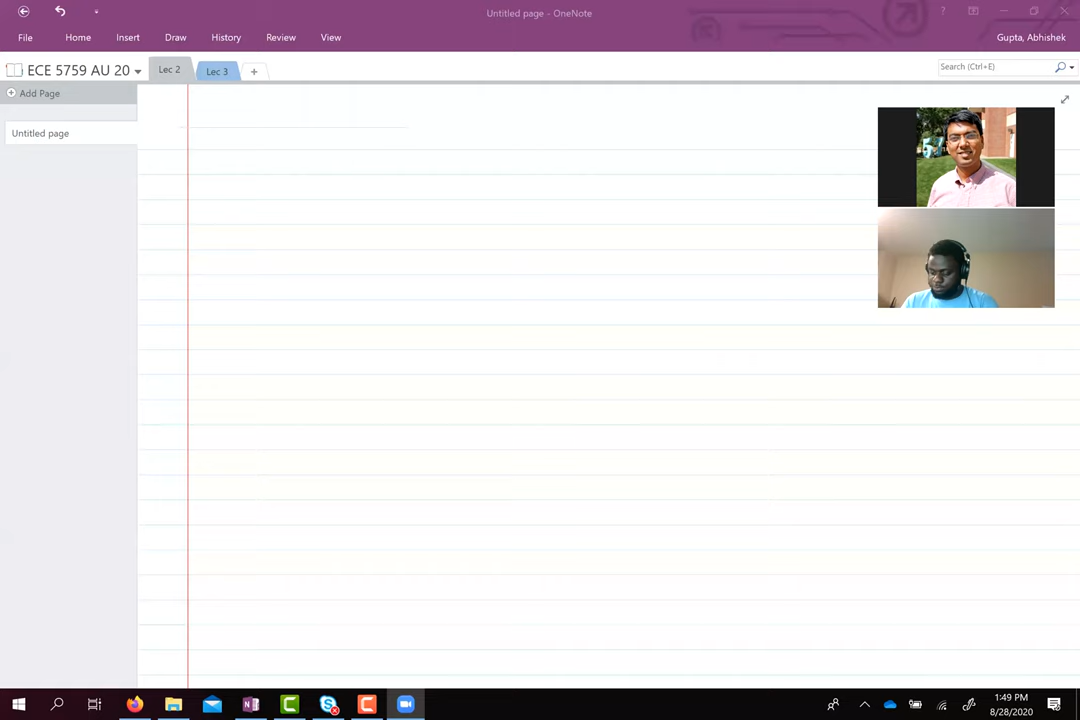 Untitled page - OneNote
?
File
Home
Insert
Draw
History
Review
View
Gupta, Abhishek
ECE 5759 AU 20
Lec 2
Lec 3
+
Search (Ctrl+E)
Add Page
Untitled page
1:49 PM
8/28/2020